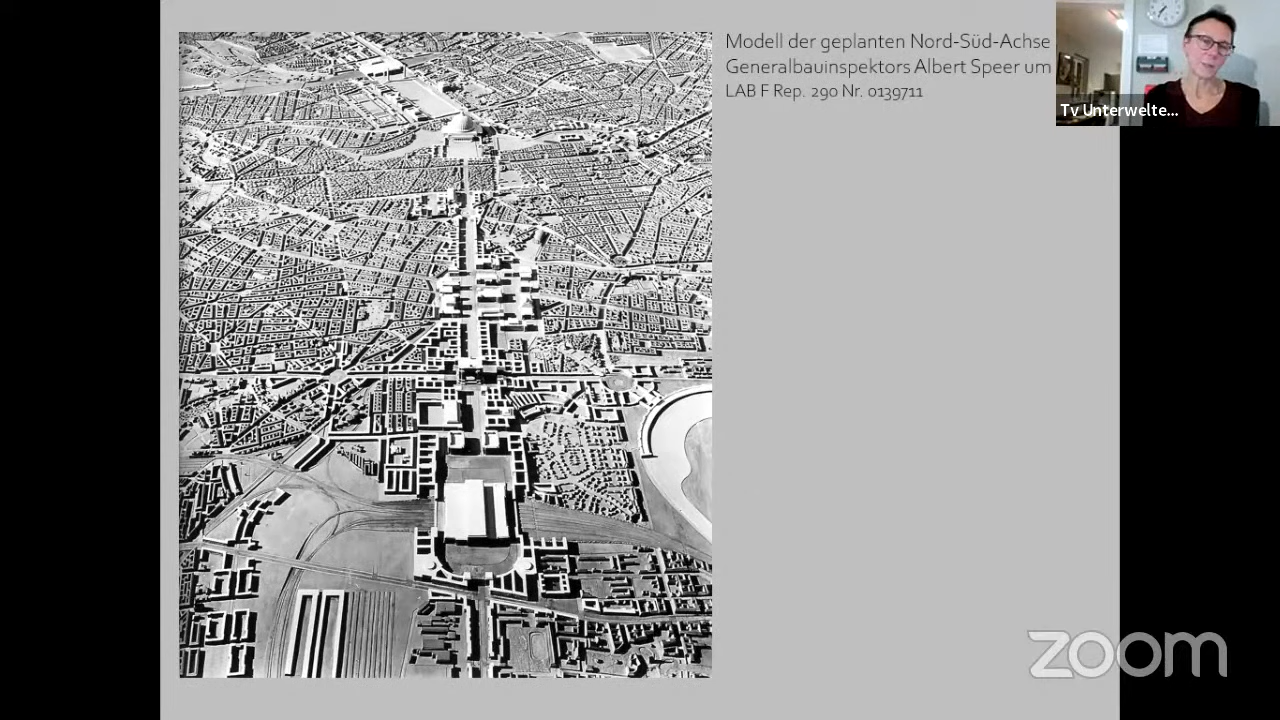 Modell der geplanten Nord-Süd-Achse
Generalbauinspektors Albert Speer um
LAB F Rep. 290 Nr. 0139711
Tv Unterwelte...
zoom